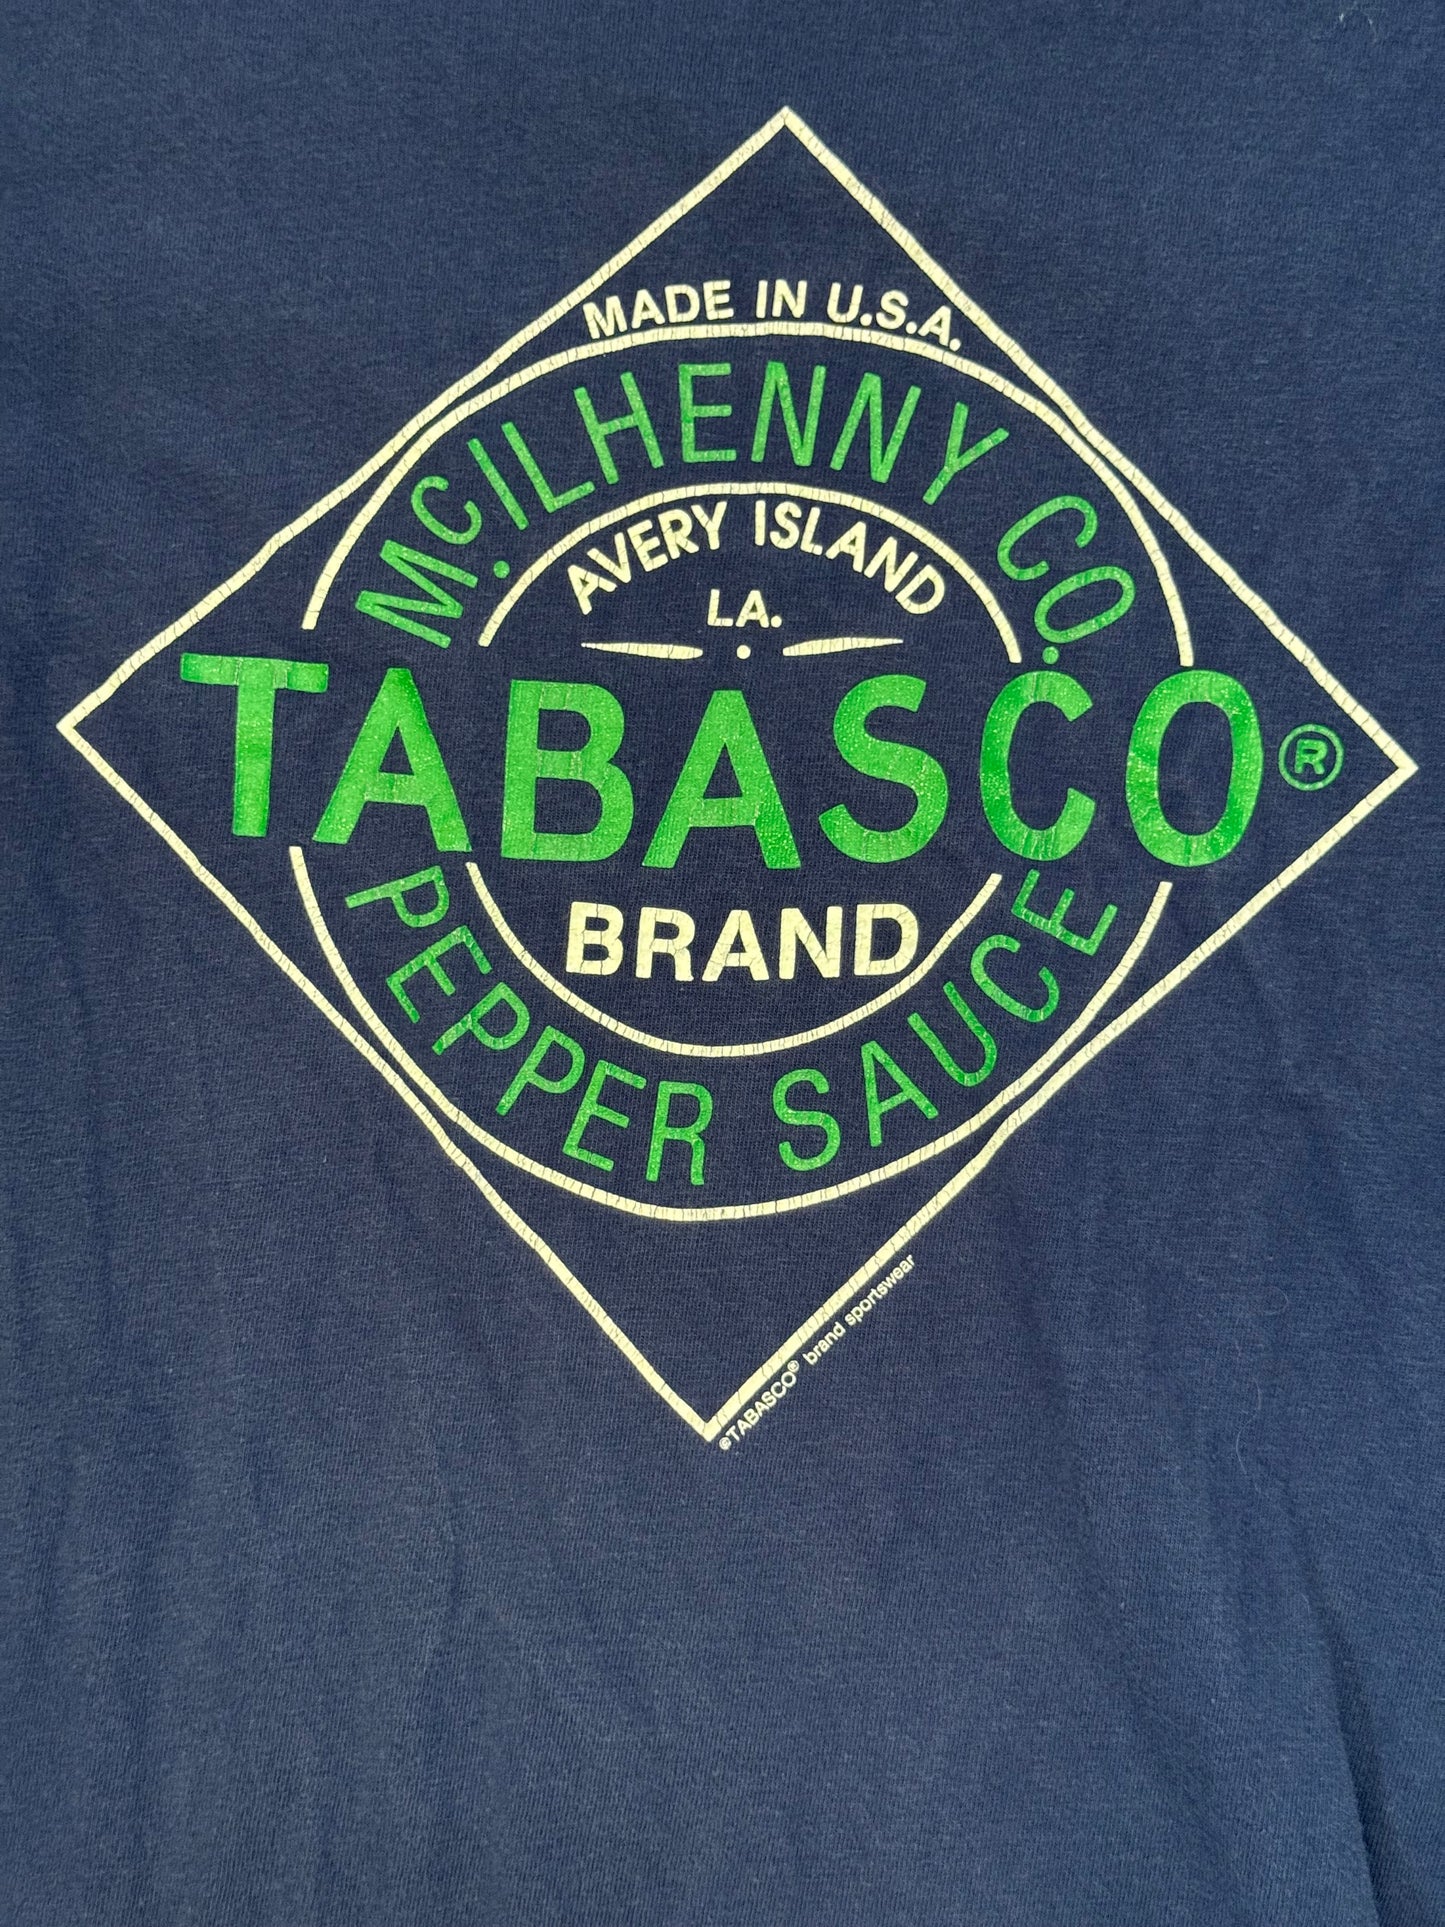 MADE IN U.S.A.
McILHENNY CO.
AVERY ISLAND
LA.
TABASCO®
BRAND
PEPPER SAUCE
©TABASCO® brand sportswear